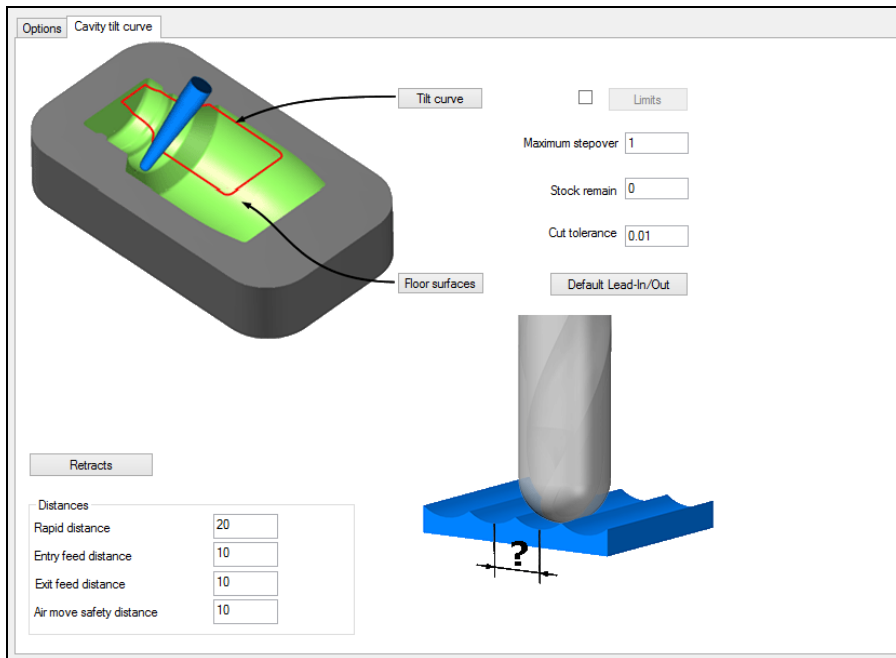 Options
Cavity tilt curve
Tilt curve
Limits
Maximum stepover 1
Stock remain 0
Cut tolerance 0.01
Floor surfaces
Default Lead-In/Out
?
Retracts
Distances
Rapid distance 20
Entry feed distance 10
Exit feed distance 10
Air move safety distance 10